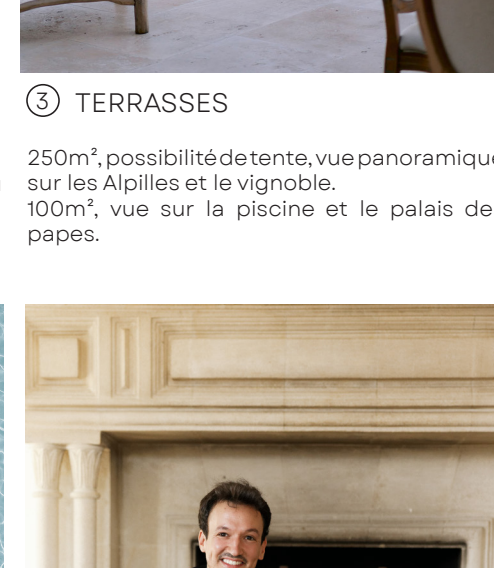 3 TERRASSES
250m², possibilité de tente, vue panoramique
sur les Alpilles et le vignoble.
100m², vue sur la piscine et le palais de
papes.